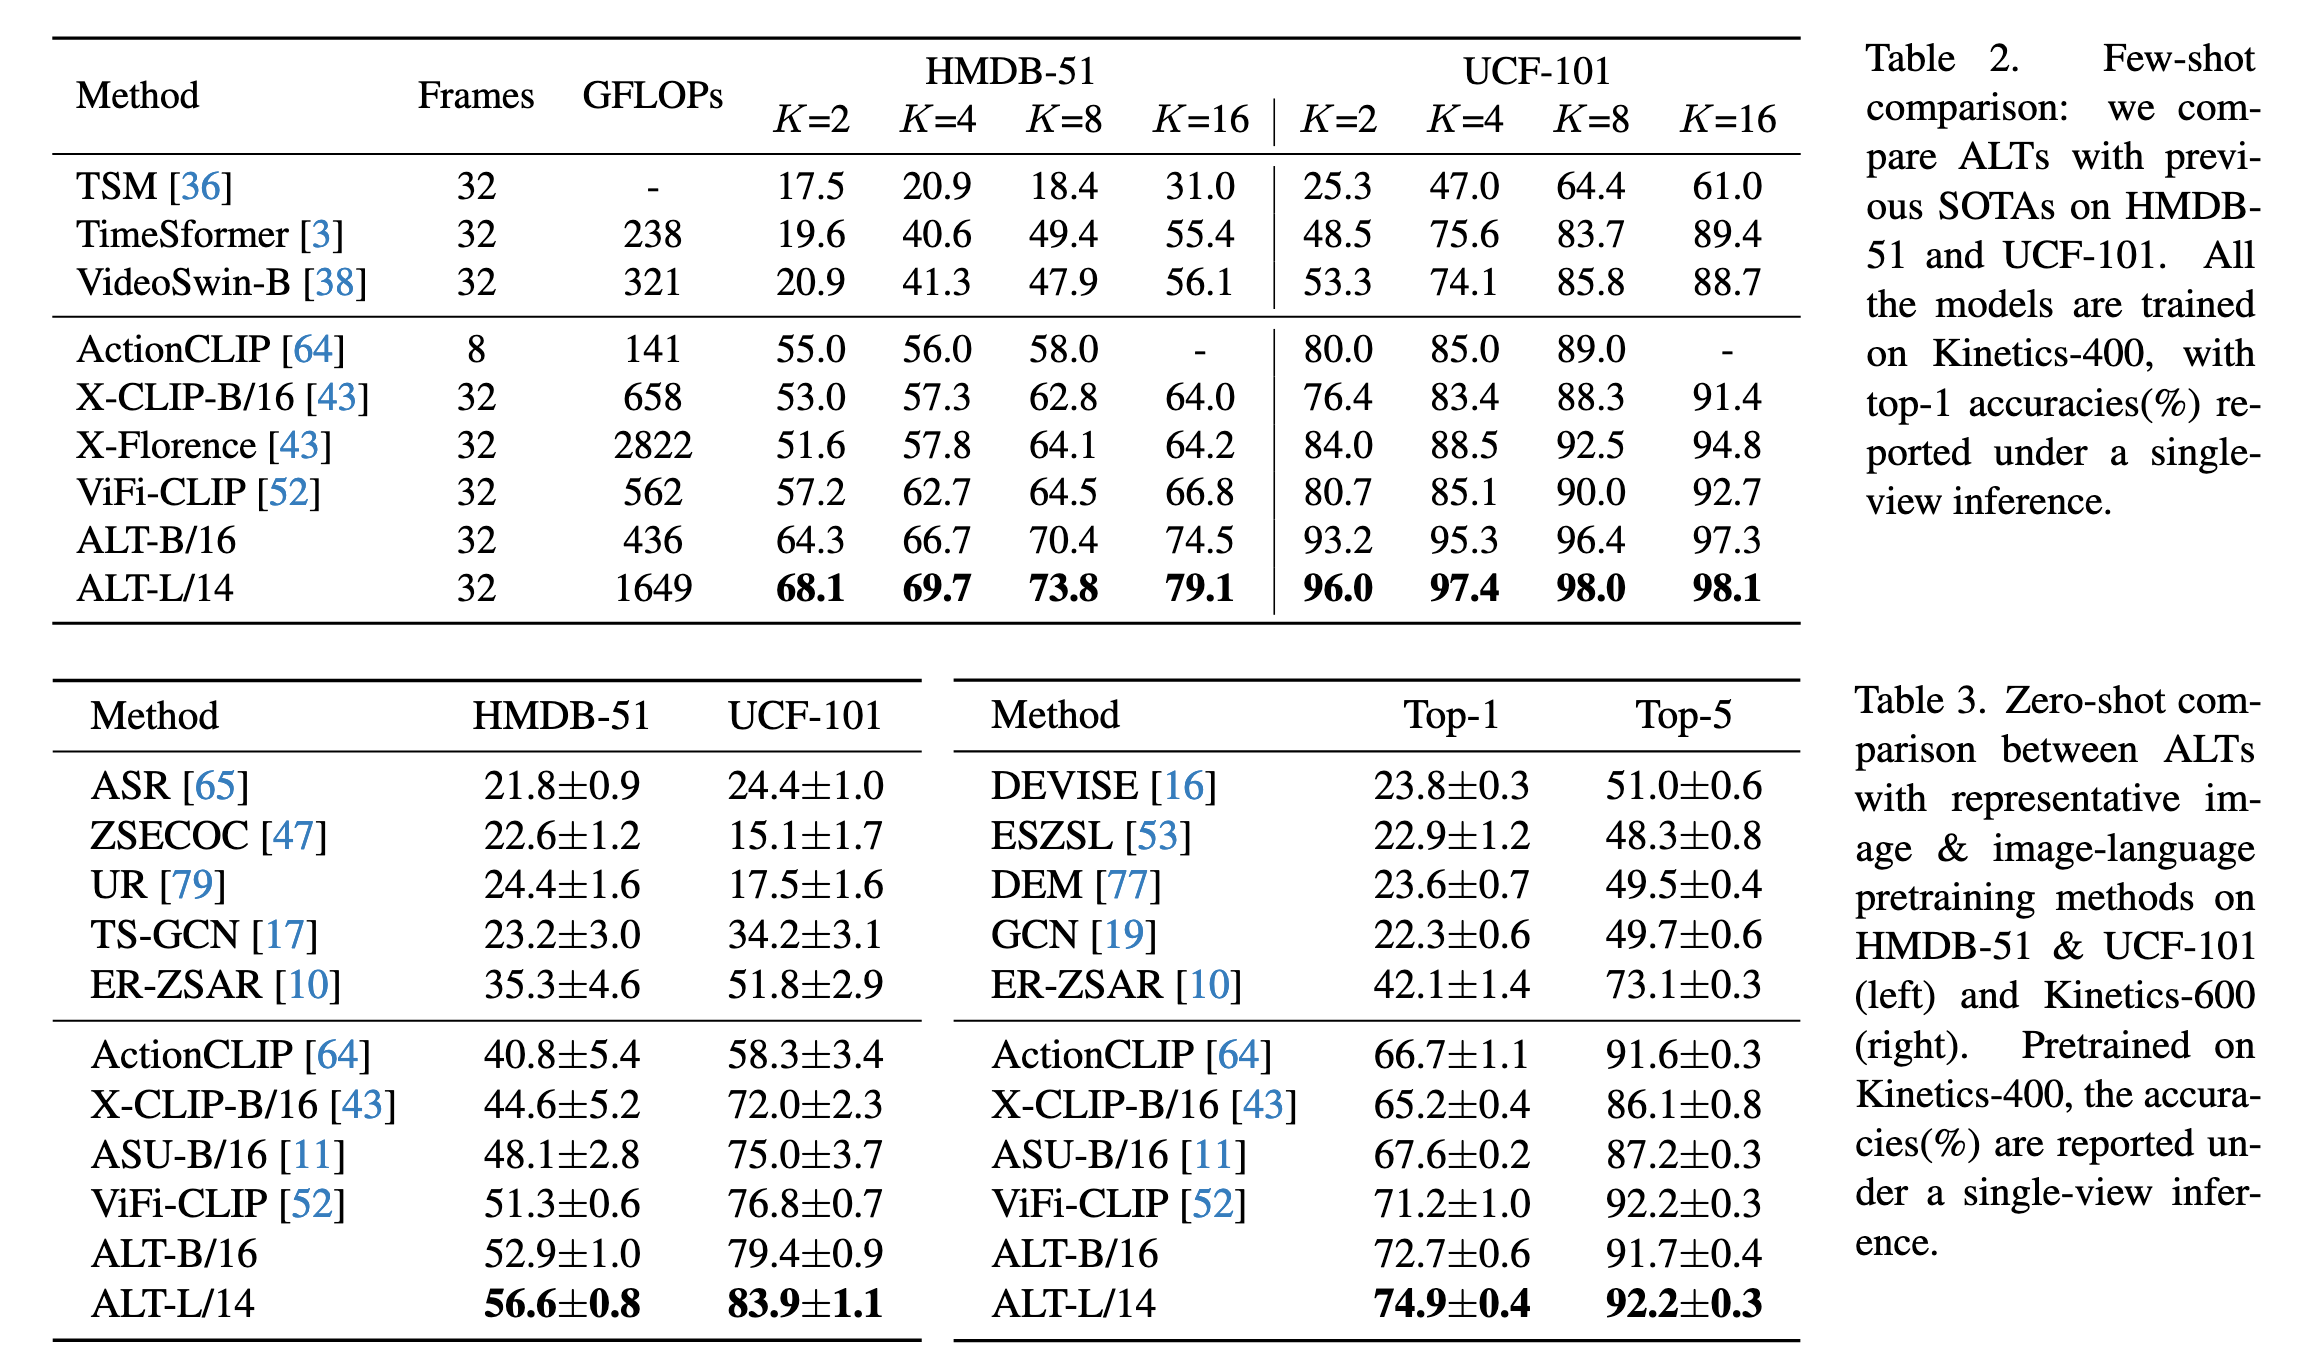 HMDB-51 UCF-101
Method Frames GFLOPs
K=2 K=4 K=8 K=16 K=2 K=4 K=8 K=16
TSM [36] 32 - 17.5 20.9 18.4 31.0 25.3 47.0 64.4 61.0
TimeSformer [3] 32 238 19.6 40.6 49.4 55.4 48.5 75.6 83.7 89.4
VideoSwin-B [38] 32 321 20.9 41.3 47.9 56.1 53.3 74.1 85.8 88.7
ActionCLIP [64] 8 141 55.0 56.0 58.0 - 80.0 85.0 89.0 -
X-CLIP-B/16 [43] 32 658 53.0 57.3 62.8 64.0 76.4 83.4 88.3 91.4
X-Florence [43] 32 2822 51.6 57.8 64.1 64.2 84.0 88.5 92.5 94.8
ViFi-CLIP [52] 32 562 57.2 62.7 64.5 66.8 80.7 85.1 90.0 92.7
ALT-B/16 32 436 64.3 66.7 70.4 74.5 93.2 95.3 96.4 97.3
ALT-L/14 32 1649 68.1 69.7 73.8 79.1 96.0 97.4 98.0 98.1
Table 2. Few-shot
comparison: we com-
pare ALTs with previ-
ous SOTAs on HMDB-
51 and UCF-101. All
the models are trained
on Kinetics-400, with
top-1 accuracies(%) re-
ported under a single-
view inference.
Method HMDB-51 UCF-101
ASR [65] 21.8±0.9 24.4±1.0
ZSECOC [47] 22.6±1.2 15.1±1.7
UR [79] 24.4±1.6 17.5±1.6
TS-GCN [17] 23.2±3.0 34.2±3.1
ER-ZSAR [10] 35.3±4.6 51.8±2.9
ActionCLIP [64] 40.8±5.4 58.3±3.4
X-CLIP-B/16 [43] 44.6±5.2 72.0±2.3
ASU-B/16 [11] 48.1±2.8 75.0±3.7
ViFi-CLIP [52] 51.3±0.6 76.8±0.7
ALT-B/16 52.9±1.0 79.4±0.9
ALT-L/14 56.6±0.8 83.9±1.1
Method Top-1 Top-5
DEVISE [16] 23.8±0.3 51.0±0.6
ESZSL [53] 22.9±1.2 48.3±0.8
DEM [77] 23.6±0.7 49.5±0.4
GCN [19] 22.3±0.6 49.7±0.6
ER-ZSAR [10] 42.1±1.4 73.1±0.3
ActionCLIP [64] 66.7±1.1 91.6±0.3
X-CLIP-B/16 [43] 65.2±0.4 86.1±0.8
ASU-B/16 [11] 67.6±0.2 87.2±0.3
ViFi-CLIP [52] 71.2±1.0 92.2±0.3
ALT-B/16 72.7±0.6 91.7±0.4
ALT-L/14 74.9±0.4 92.2±0.3
Table 3. Zero-shot com-
parison between ALTs
with representative im-
age & image-language
pretraining methods on
HMDB-51 & UCF-101
(left) and Kinetics-600
(right). Pretrained on
Kinetics-400, the accura-
cies(%) are reported un-
der a single-view infer-
ence.